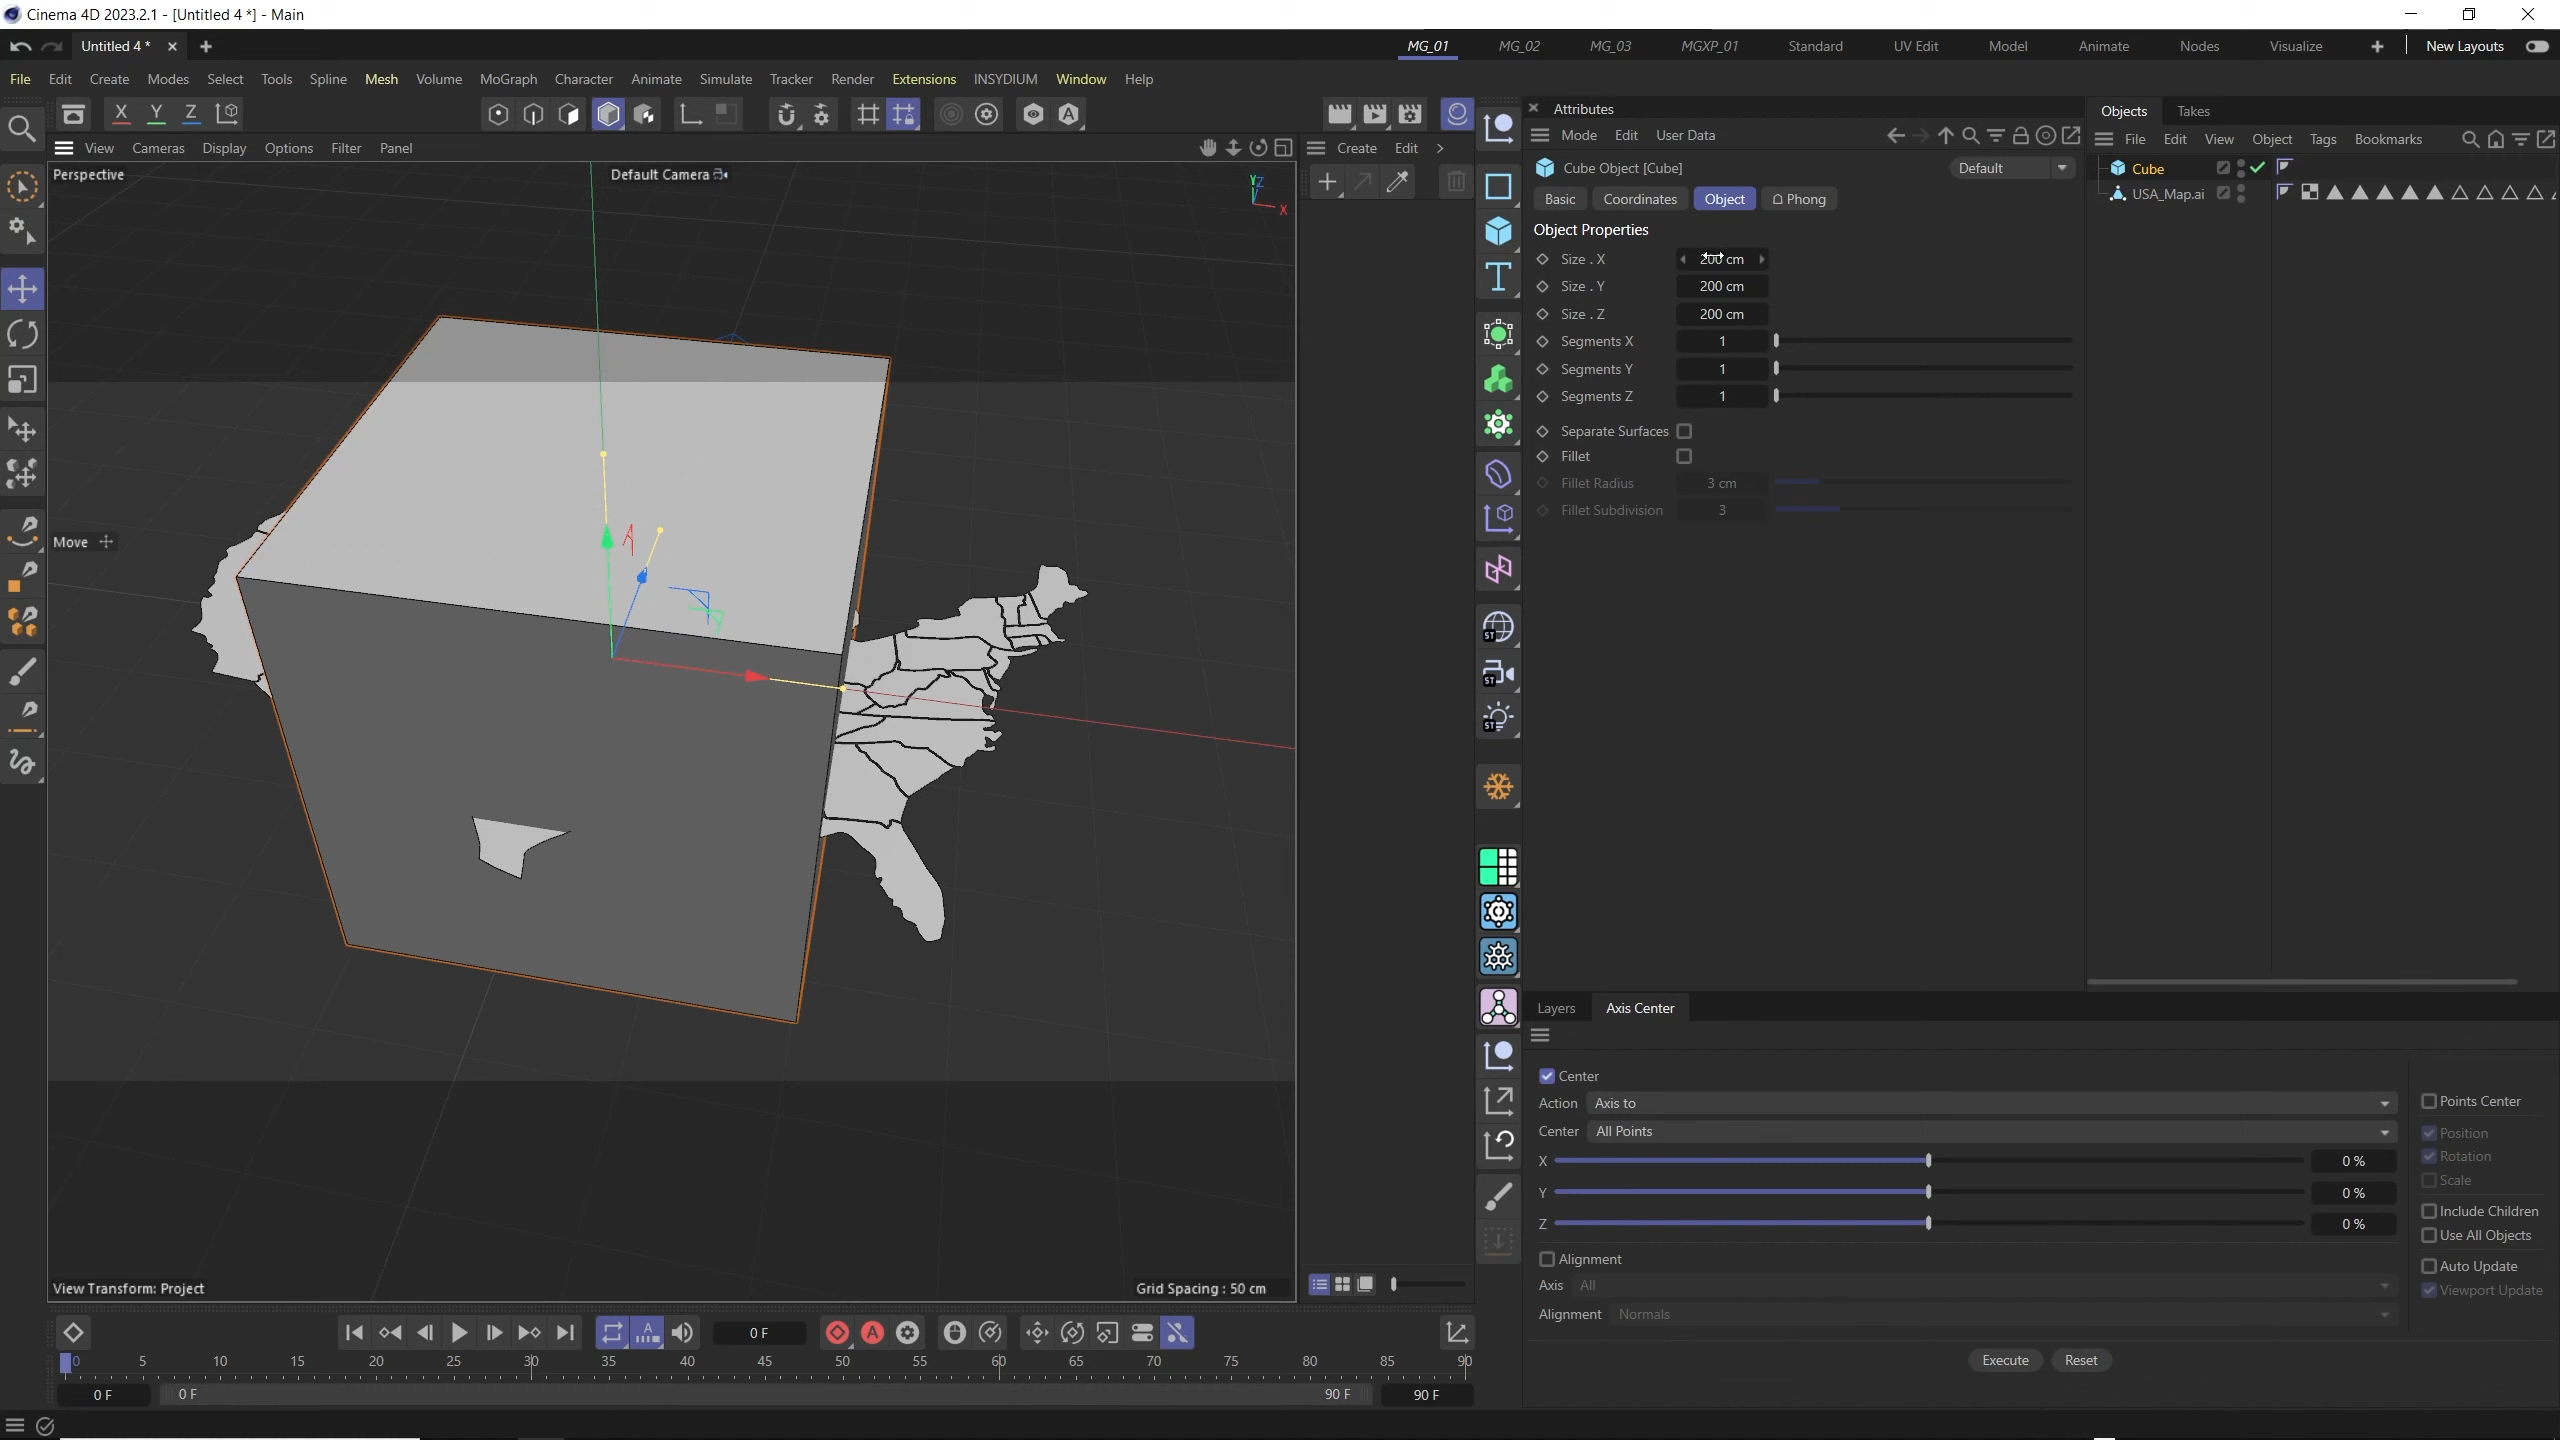 Cinema 4D 2023.2.1 - [Untitled 4 *] - Main
Untitled 4 *
MG_01 MG_02 MG_03 MGXP_01 Standard UV Edit Model Animate Nodes Visualize New Layouts
File Edit Create Modes Select Tools Spline Mesh Volume MoGraph Character Animate Simulate Tracker Render Extensions INSYDIUM Window Help
X Y Z
View Cameras Display Options Filter Panel
Perspective
Default Camera
Y Z X
Move
View Transform: Project
Grid Spacing : 50 cm
Create Edit
Attributes
Mode Edit User Data
Cube Object [Cube]
Default
Basic Coordinates Object Phong
Object Properties
Size . X 200 cm
Size . Y 200 cm
Size . Z 200 cm
Segments X 1
Segments Y 1
Segments Z 1
Separate Surfaces
Fillet
Fillet Radius 3 cm
Fillet Subdivision 3
Objects Takes
File Edit View Object Tags Bookmarks
Cube
USA_Map.ai
ST
ST
ST
Layers Axis Center
Center
Action Axis to
Center All Points
X 0 %
Y 0 %
Z 0 %
Alignment
Axis All
Alignment Normals
Points Center
Position
Rotation
Scale
Include Children
Use All Objects
Auto Update
Viewport Update
Execute Reset
0 F
0 5 10 15 20 25 30 35 40 45 50 55 60 65 70 75 80 85 90
0 F 0 F 90 F 90 F